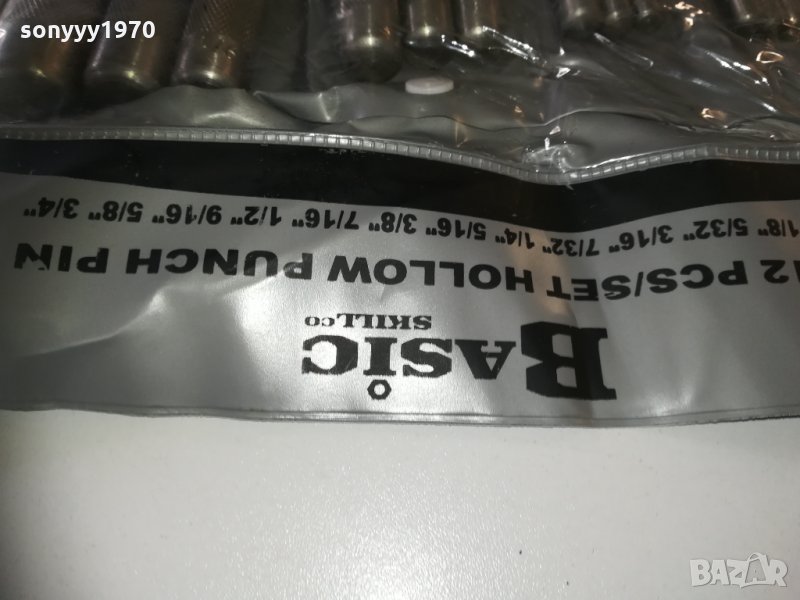 sonyyy1970
BASIC
SKILLCO
12 PCS/SET HOLLOW PUNCH PIN
1/8" 5/32" 3/16" 7/32" 1/4" 5/16" 3/8" 7/16" 1/2" 9/16" 5/8" 3/4"
BAZAR